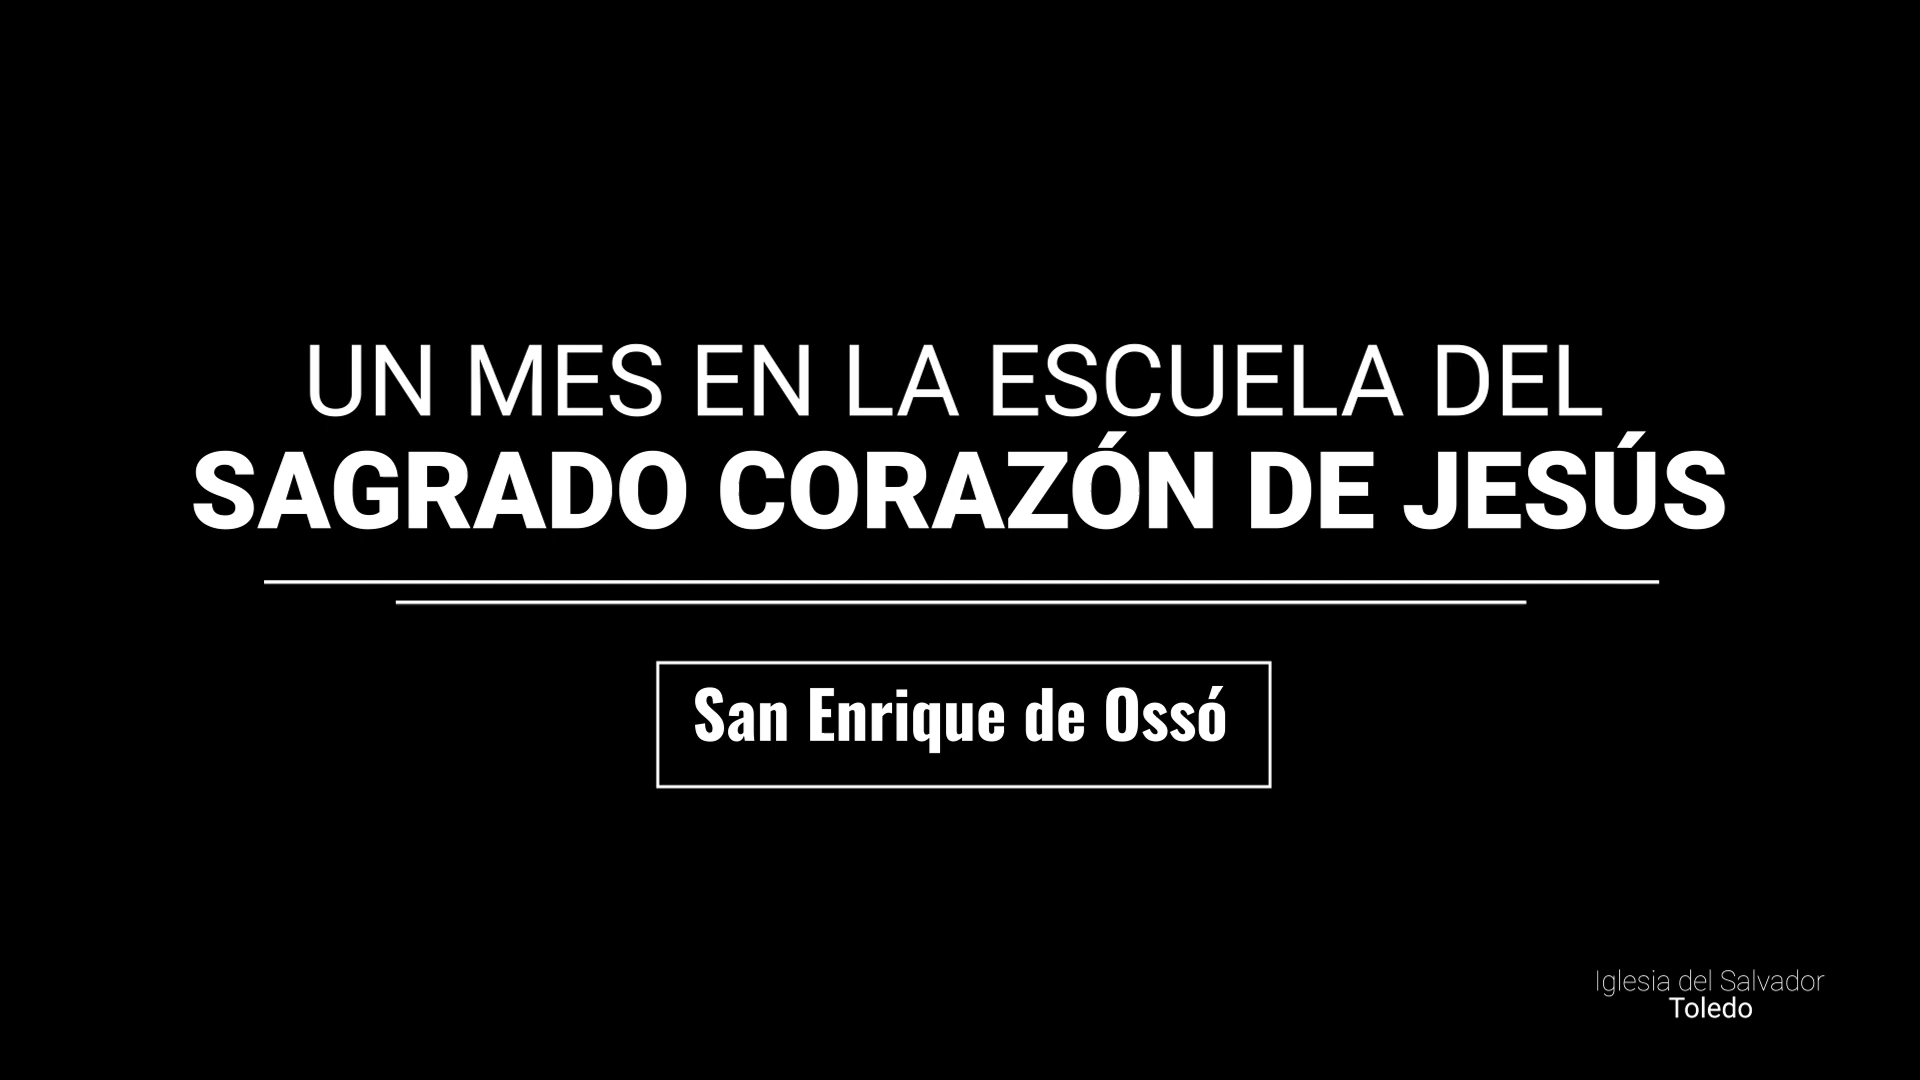 UN MES EN LA ESCUELA DEL
SAGRADO CORAZÓN DE JESÚS
San Enrique de Ossó
Iglesia del Salvador
Toledo